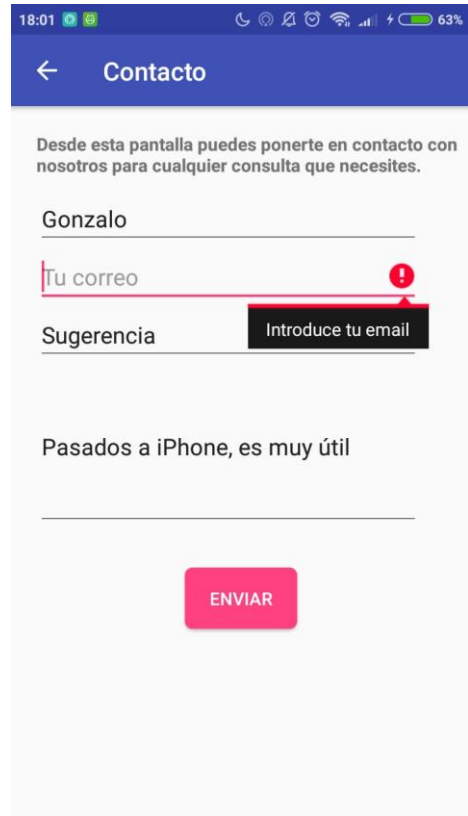 18:01 63%
Contacto
Desde esta pantalla puedes ponerte en contacto con
nosotros para cualquier consulta que necesites.
Gonzalo
Tu correo
Introduce tu email
Sugerencia
Pasados a iPhone, es muy útil
ENVIAR